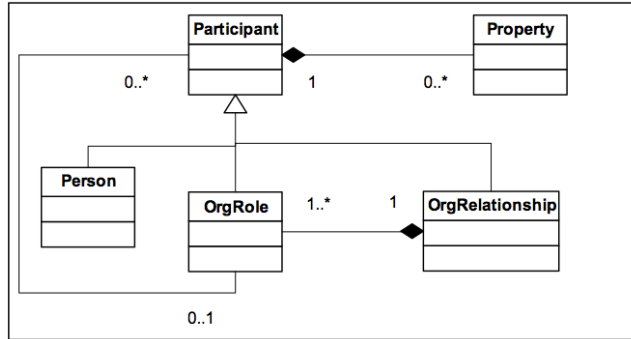 Participant
Property
0..*
1
0..*
Person
OrgRole
1..*
1
OrgRelationship
0..1